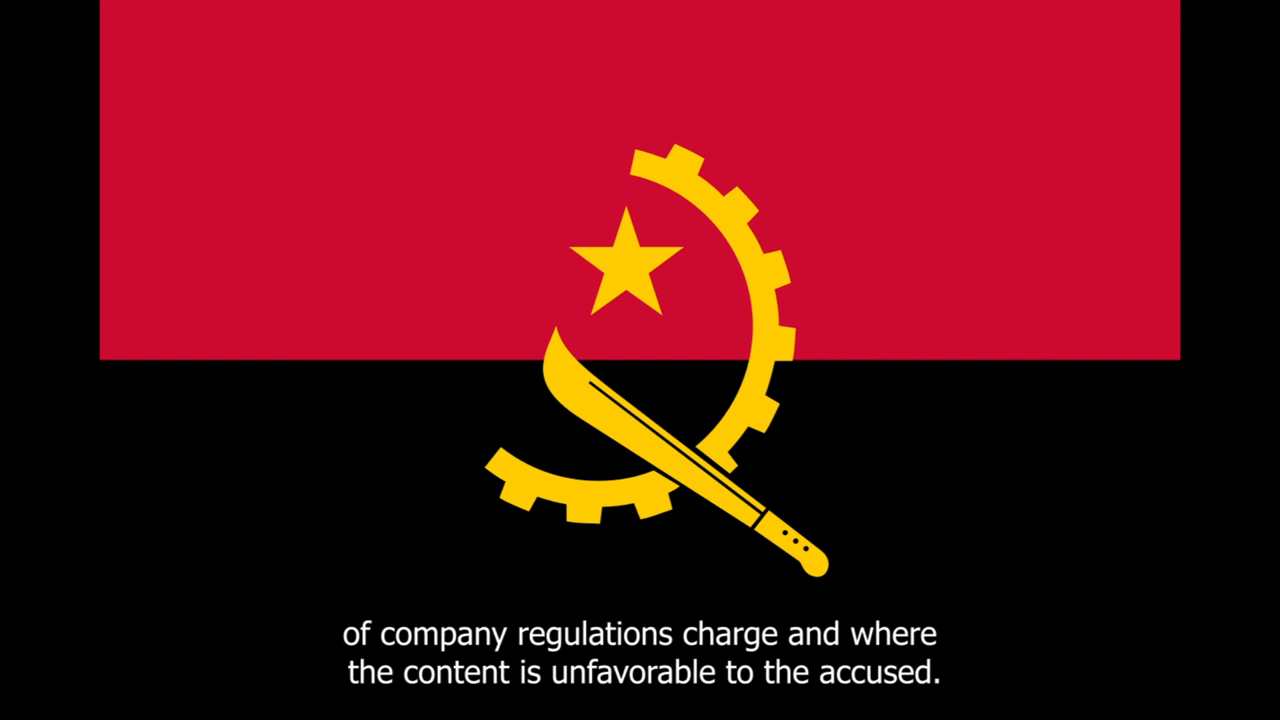 of company regulations charge and where
the content is unfavorable to the accused.